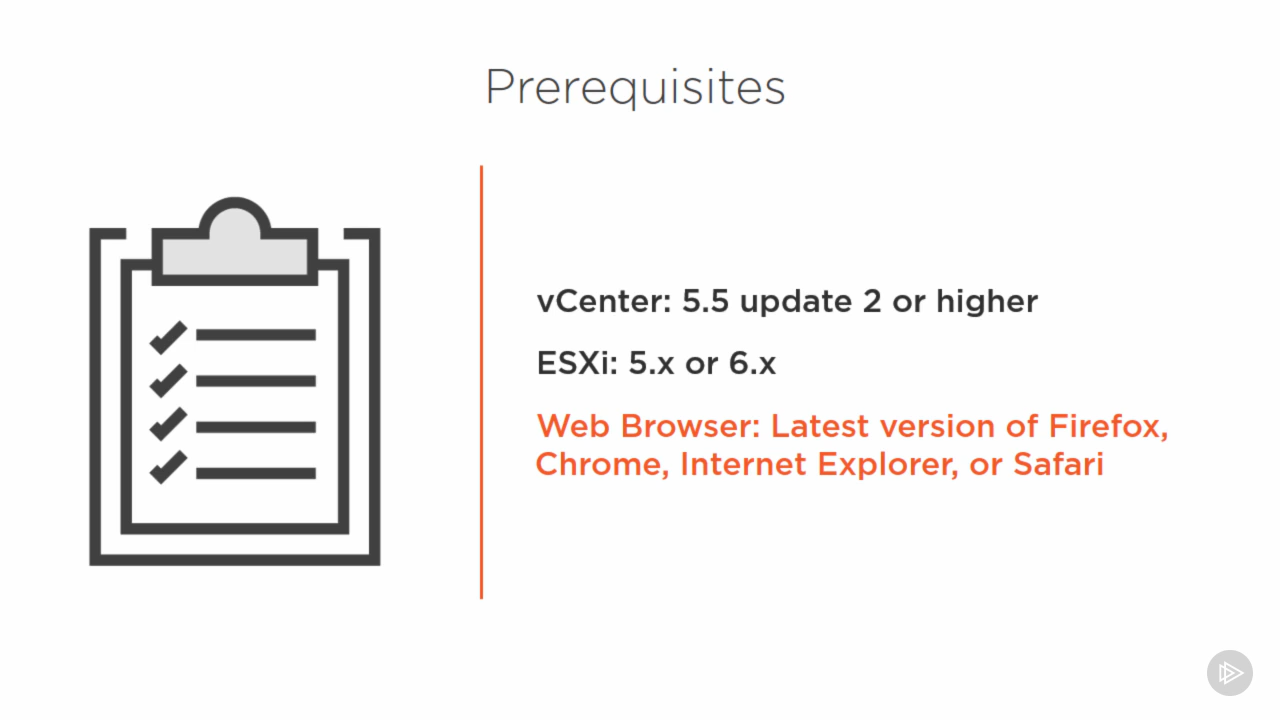 Prerequisites
vCenter: 5.5 update 2 or higher
ESXi: 5.x or 6.x
Web Browser: Latest version of Firefox,
Chrome, Internet Explorer, or Safari